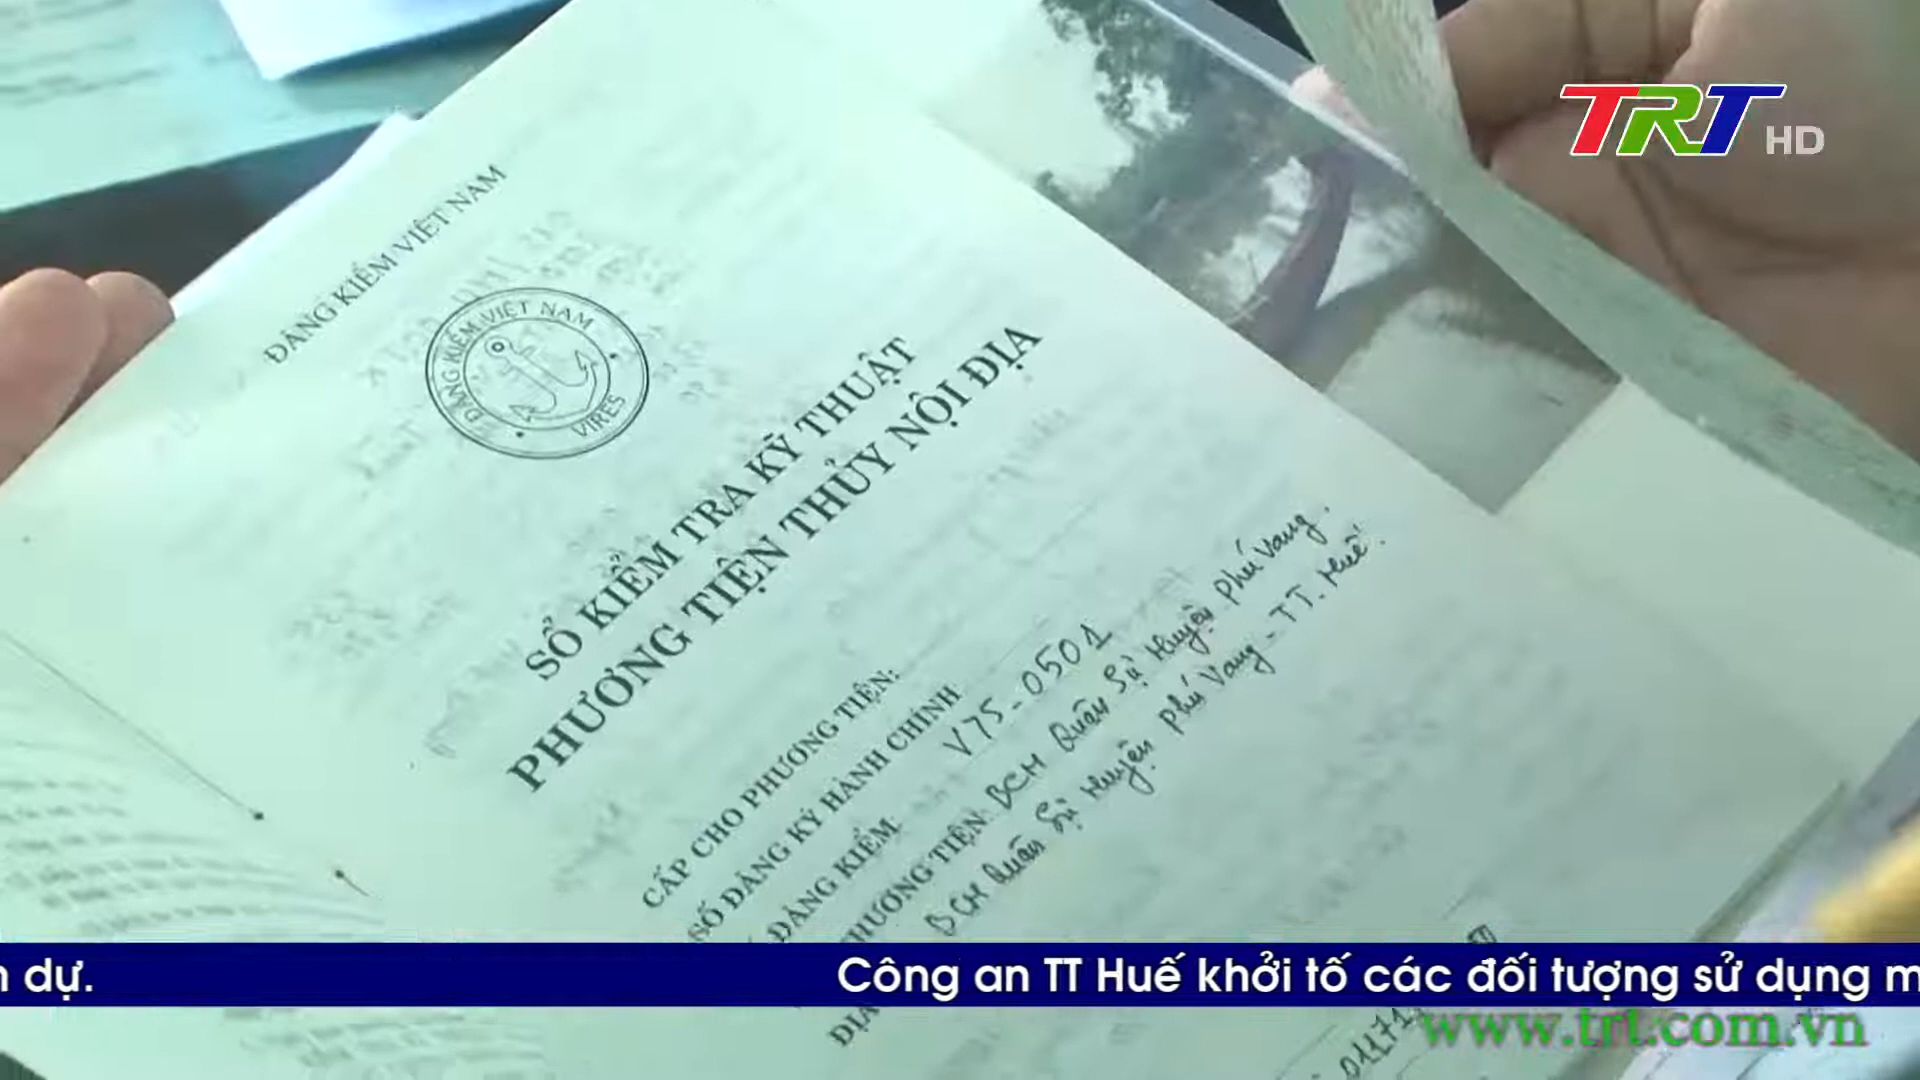 TRT HD
ĐĂNG KIỂM VIỆT NAM
ĐĂNG KIỂM VIỆT NAM
VIRES
SỔ KIỂM TRA KỸ THUẬT
PHƯƠNG TIỆN THỦY NỘI ĐỊA
CẤP CHO PHƯƠNG TIỆN:
SỐ ĐĂNG KÝ HÀNH CHÍNH
ĐĂNG KIỂM V75-0501
PHƯƠNG TIỆN BCH Quân Sự Huyện Phú Vang.
ĐỊA BCH Quân Sự Huyện Phú Vang - TT. Huế.
dự.
Công an TT Huế khởi tố các đối tượng sử dụng m
www.trt.com.vn